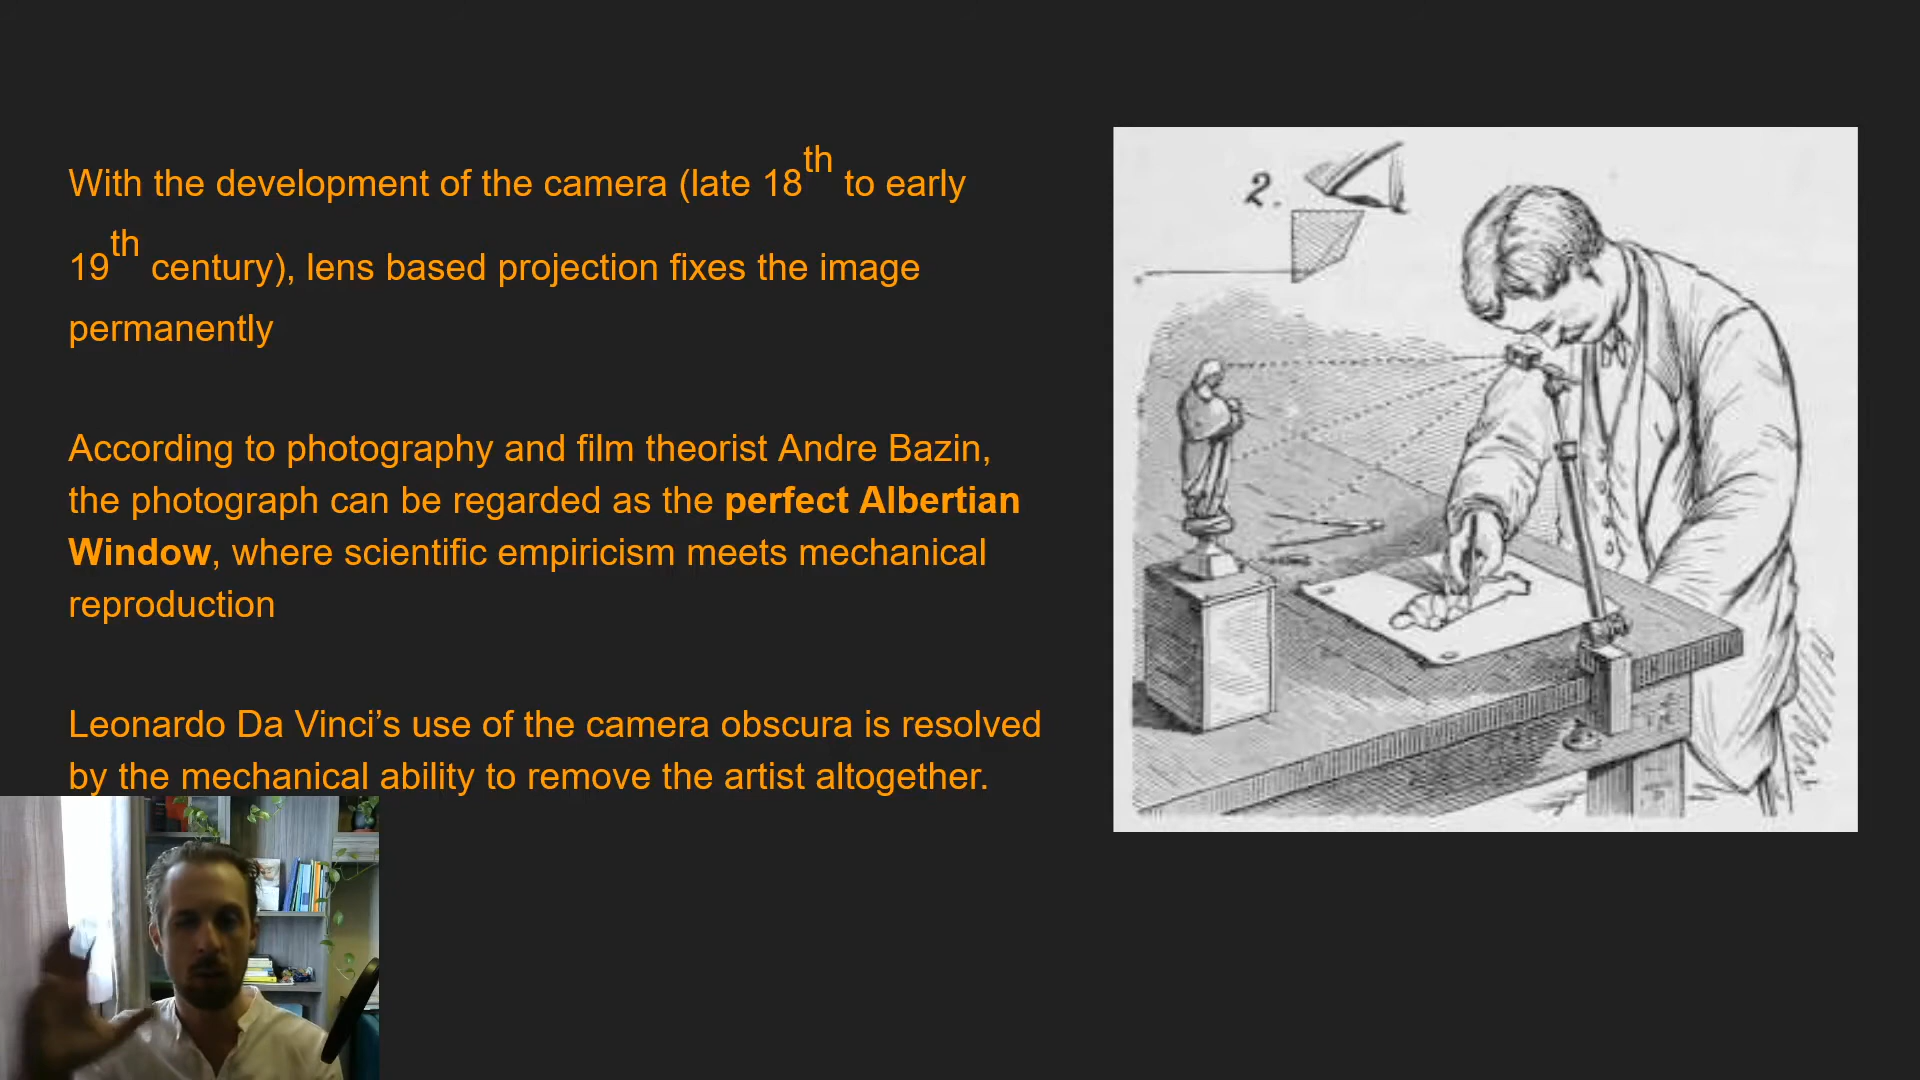 With the development of the camera (late 18th to early
19th century), lens based projection fixes the image
permanently
According to photography and film theorist Andre Bazin,
the photograph can be regarded as the perfect Albertian
Window, where scientific empiricism meets mechanical
reproduction
Leonardo Da Vinci’s use of the camera obscura is resolved
by the mechanical ability to remove the artist altogether.
2.